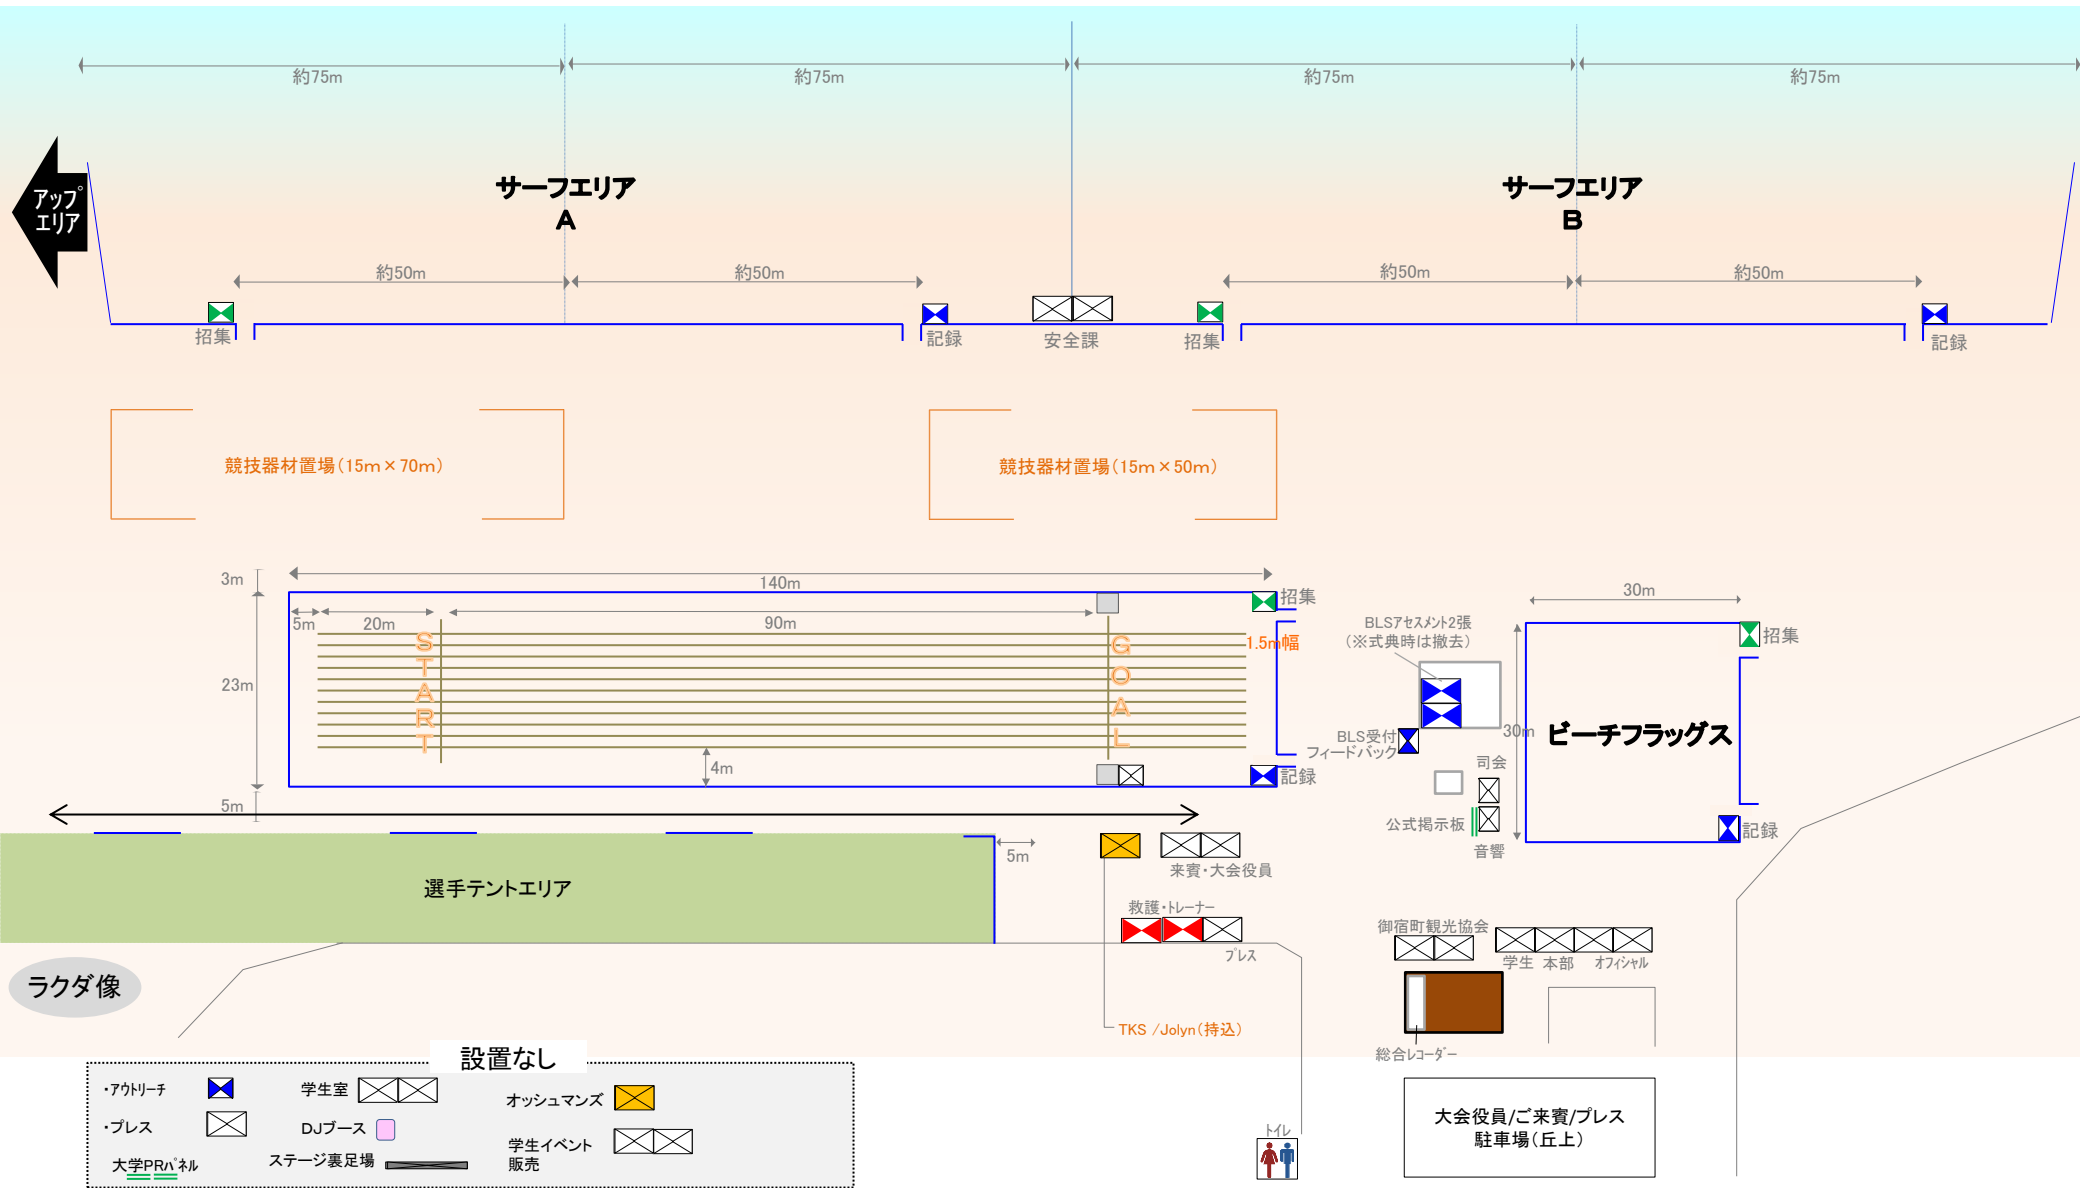 約75m
約75m
約75m
約75m
アップ
エリア
サーフエリア
A
サーフエリア
B
約50m
約50m
約50m
約50m
招集
記録
安全課
招集
記録
競技器材置場(15m×70m)
競技器材置場(15m×50m)
3m
140m
招集
5m
20m
90m
30m
BLSアセスメント2張
(※式典時は撤去)
招集
START
GOAL
1.5m幅
23m
30m
ビーチフラッグス
BLS受付
フィードバック
4m
記録
司会
5m
公式掲示板
音響
記録
5m
来賓・大会役員
選手テントエリア
救護・トレーナー
プレス
御宿町観光協会
学生
本部
オフィシャル
ラクダ像
TKS /Jolyn(持込)
総合レコーダー
設置なし
・アウトリーチ
学生室
オッシュマンズ
・プレス
DJブース
学生イベント
販売
大学PRパネル
ステージ裏足場
トイレ
大会役員/ご来賓/プレス
駐車場(丘上)